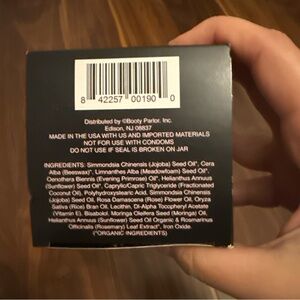 8 42257 00190 0
Distributed by ©Booty Parlor, Inc.
Edison, NJ 08837
MADE IN THE USA WITH US AND IMPORTED MATERIALS
NOT FOR USE WITH CONDOMS
DO NOT USE IF SEAL IS BROKEN ON JAR
INGREDIENTS: Simmondsia Chinensis (Jojoba) Seed Oil*, Cera
Alba (Beeswax)*, Limnanthes Alba (Meadowfoam) Seed Oil*,
Oenothera Biennis (Evening Primrose) Oil*, Helianthus Annuus
(Sunflower) Seed Oil*, Caprylic/Capric Triglyceride (Fractionated
Coconut Oil), Polyhydroxystearic Acid, Simmondsia Chinensis
(Jojoba) Seed Oil, Rosa Damascena (Rose) Flower Oil, Oryza
Sativa (Rice) Bran Oil, Lecithin, Dl-Alpha Tocopheryl Acetate
(Vitamin E), Bisabolol, Moringa Oleifera Seed (Moringa) Oil,
Helianthus Annuus (Sunflower) Seed Oil Organic & Rosmarinus
Officinalis (Rosemary) Leaf Extract*, Iron Oxide.
(*ORGANIC INGREDIENTS)